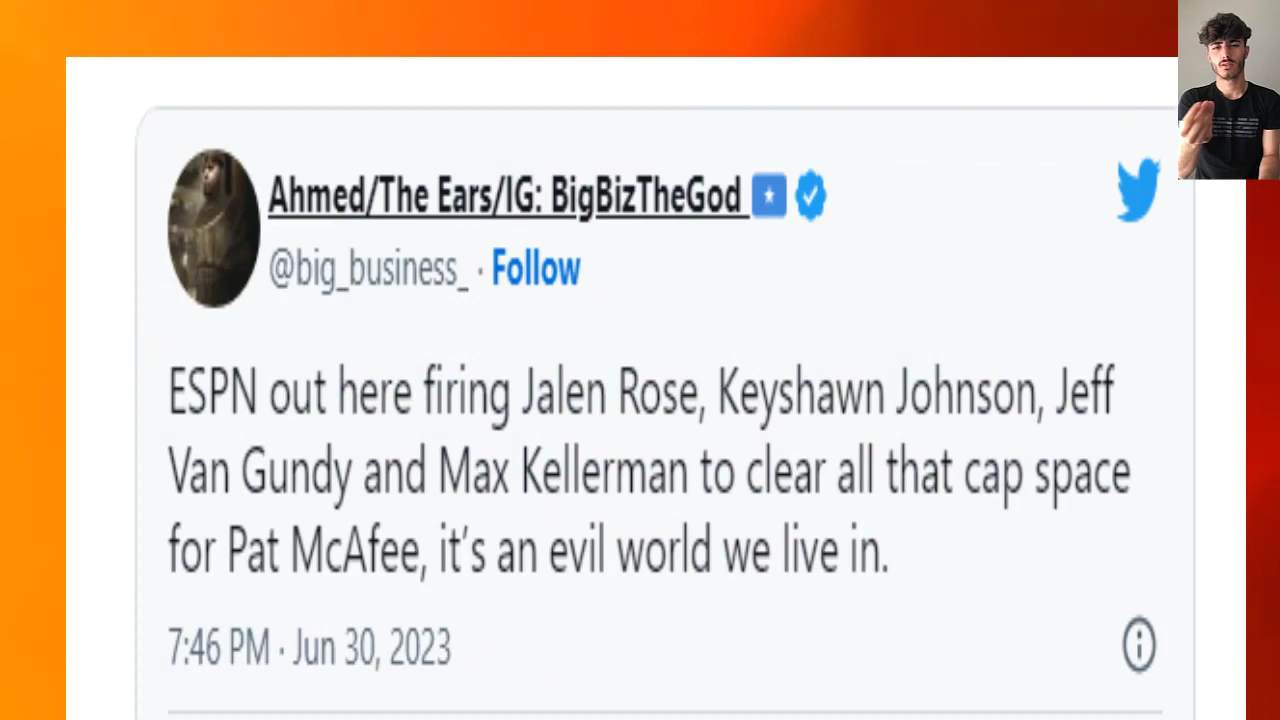 Ahmed/The Ears/IG: BigBizTheGod
@big_business_ · Follow
ESPN out here firing Jalen Rose, Keyshawn Johnson, Jeff
Van Gundy and Max Kellerman to clear all that cap space
for Pat McAfee, it’s an evil world we live in.
7:46 PM · Jun 30, 2023